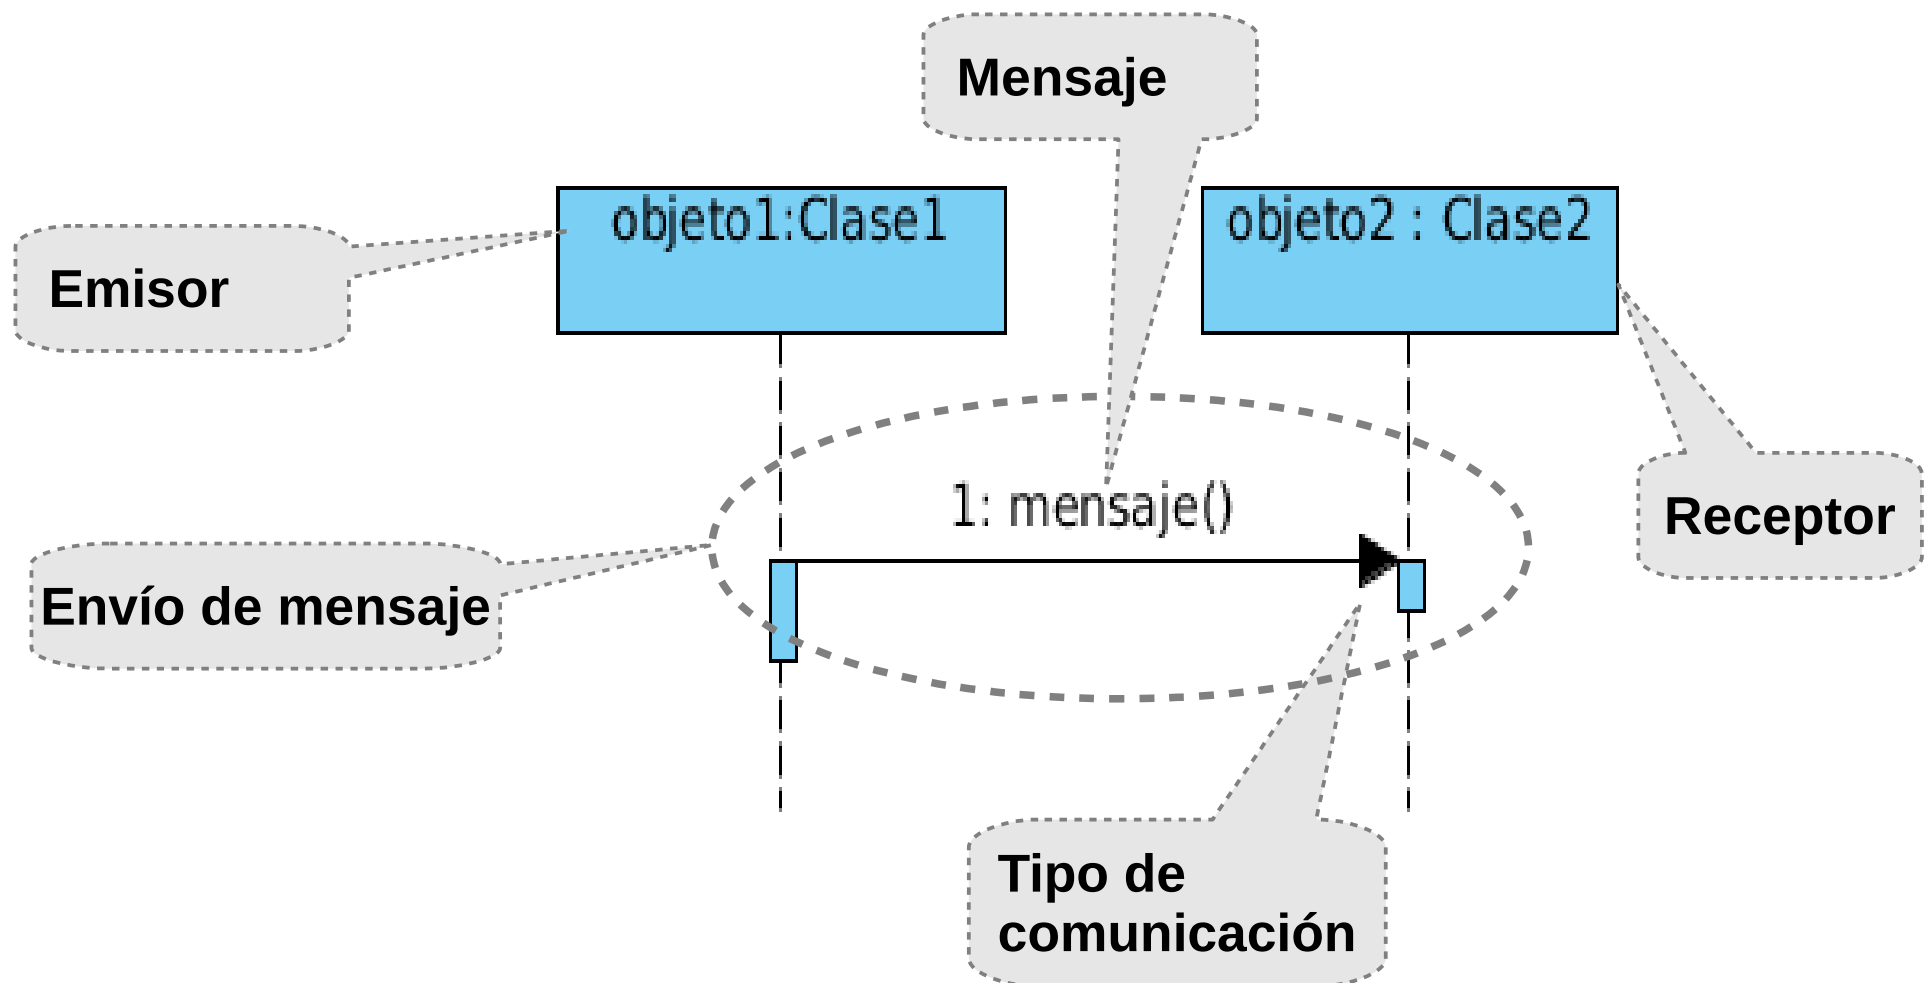 Mensaje
objeto1:Clase1
objeto2 : Clase2
Emisor
1: mensaje()
Receptor
Envío de mensaje
Tipo de
comunicación